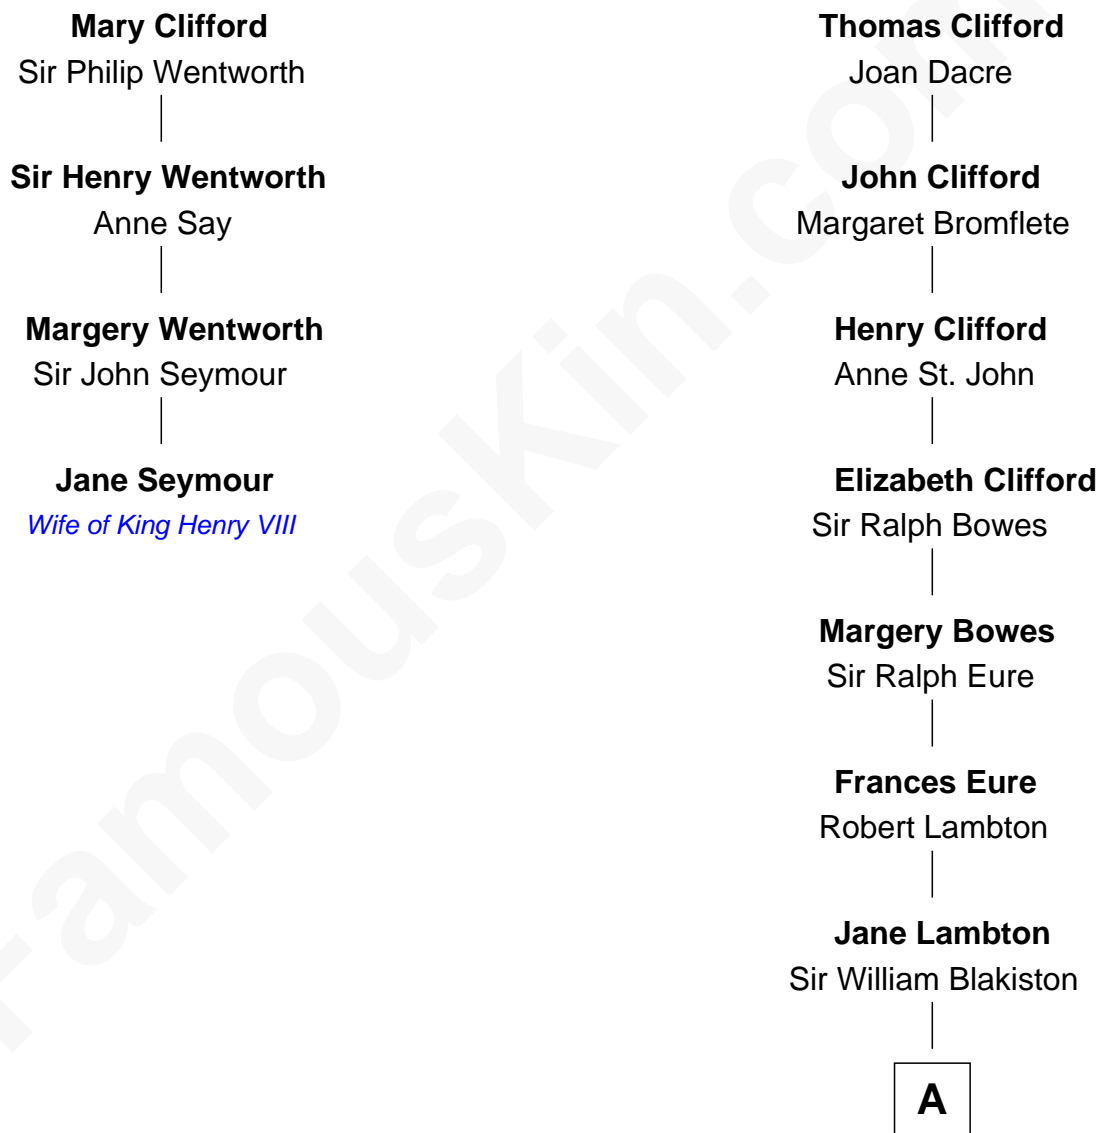 Mary Clifford
Sir Philip Wentworth
Sir Henry Wentworth
Anne Say
Margery Wentworth
Sir John Seymour
Jane Seymour
Wife of King Henry VIII
Thomas Clifford
Joan Dacre
John Clifford
Margaret Bromflete
Henry Clifford
Anne St. John
Elizabeth Clifford
Sir Ralph Bowes
Margery Bowes
Sir Ralph Eure
Frances Eure
Robert Lambton
Jane Lambton
Sir William Blakiston
A
FamousKin.com